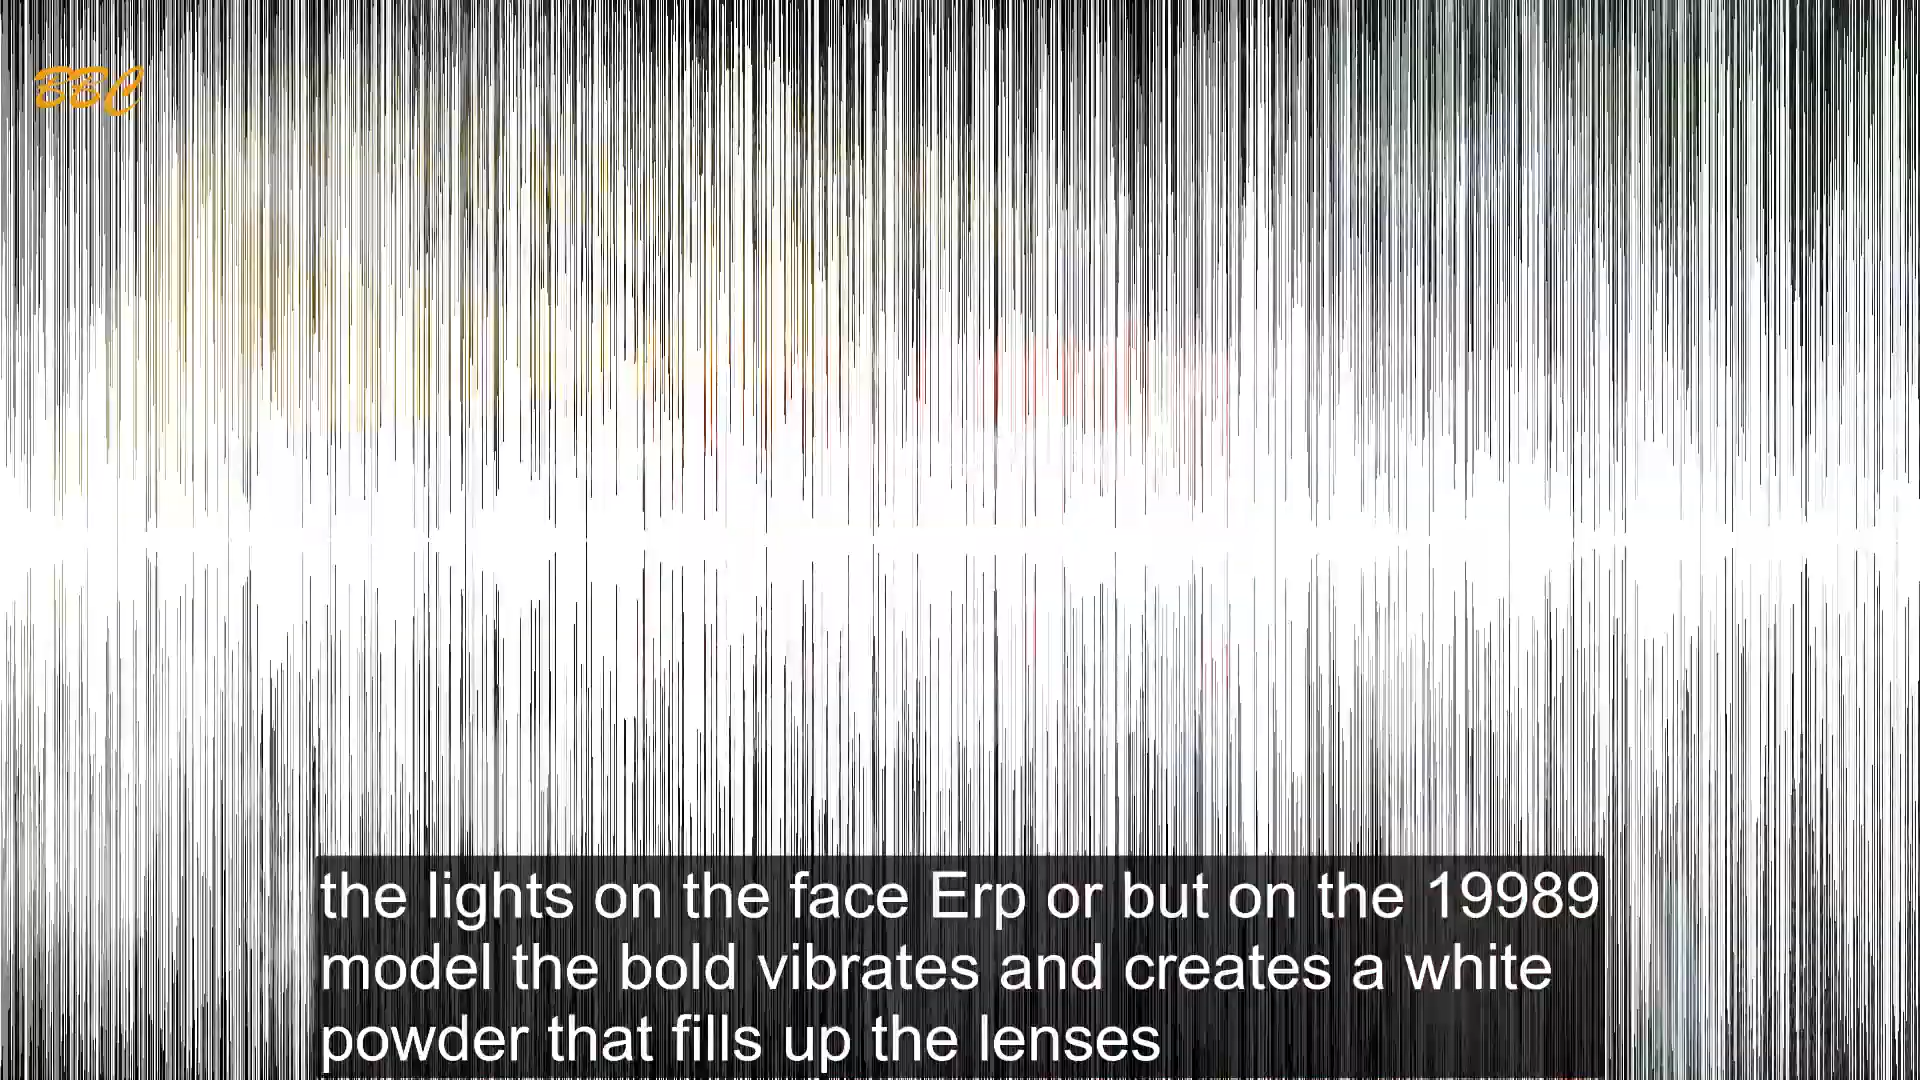 BBC
the lights on the face Erp or but on the 19989
model the bold vibrates and creates a white
powder that fills up the lenses